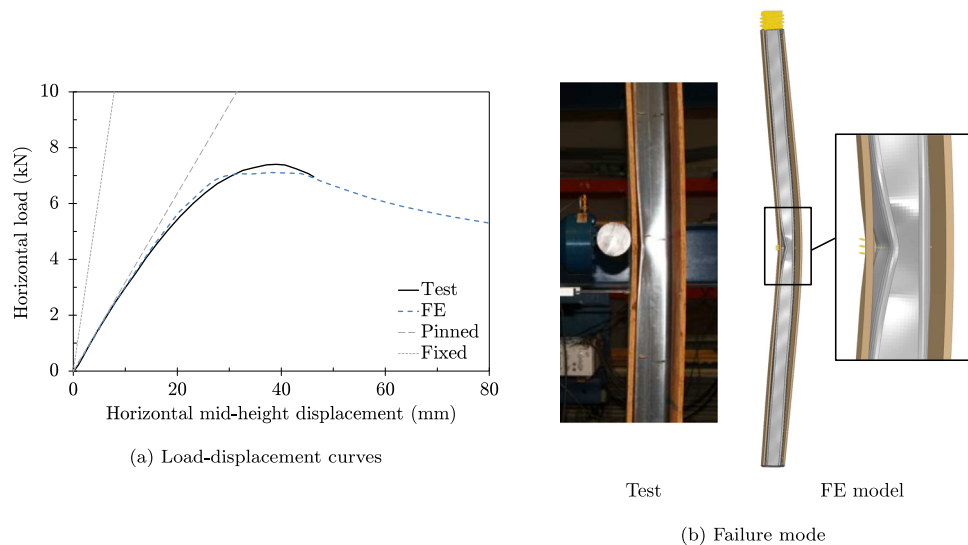 10
8
6
4
2
0
Horizontal load (kN)
Test
FE
Pinned
Fixed
0
20
40
60
80
Horizontal mid-height displacement (mm)
(a) Load-displacement curves
Test
FE model
(b) Failure mode